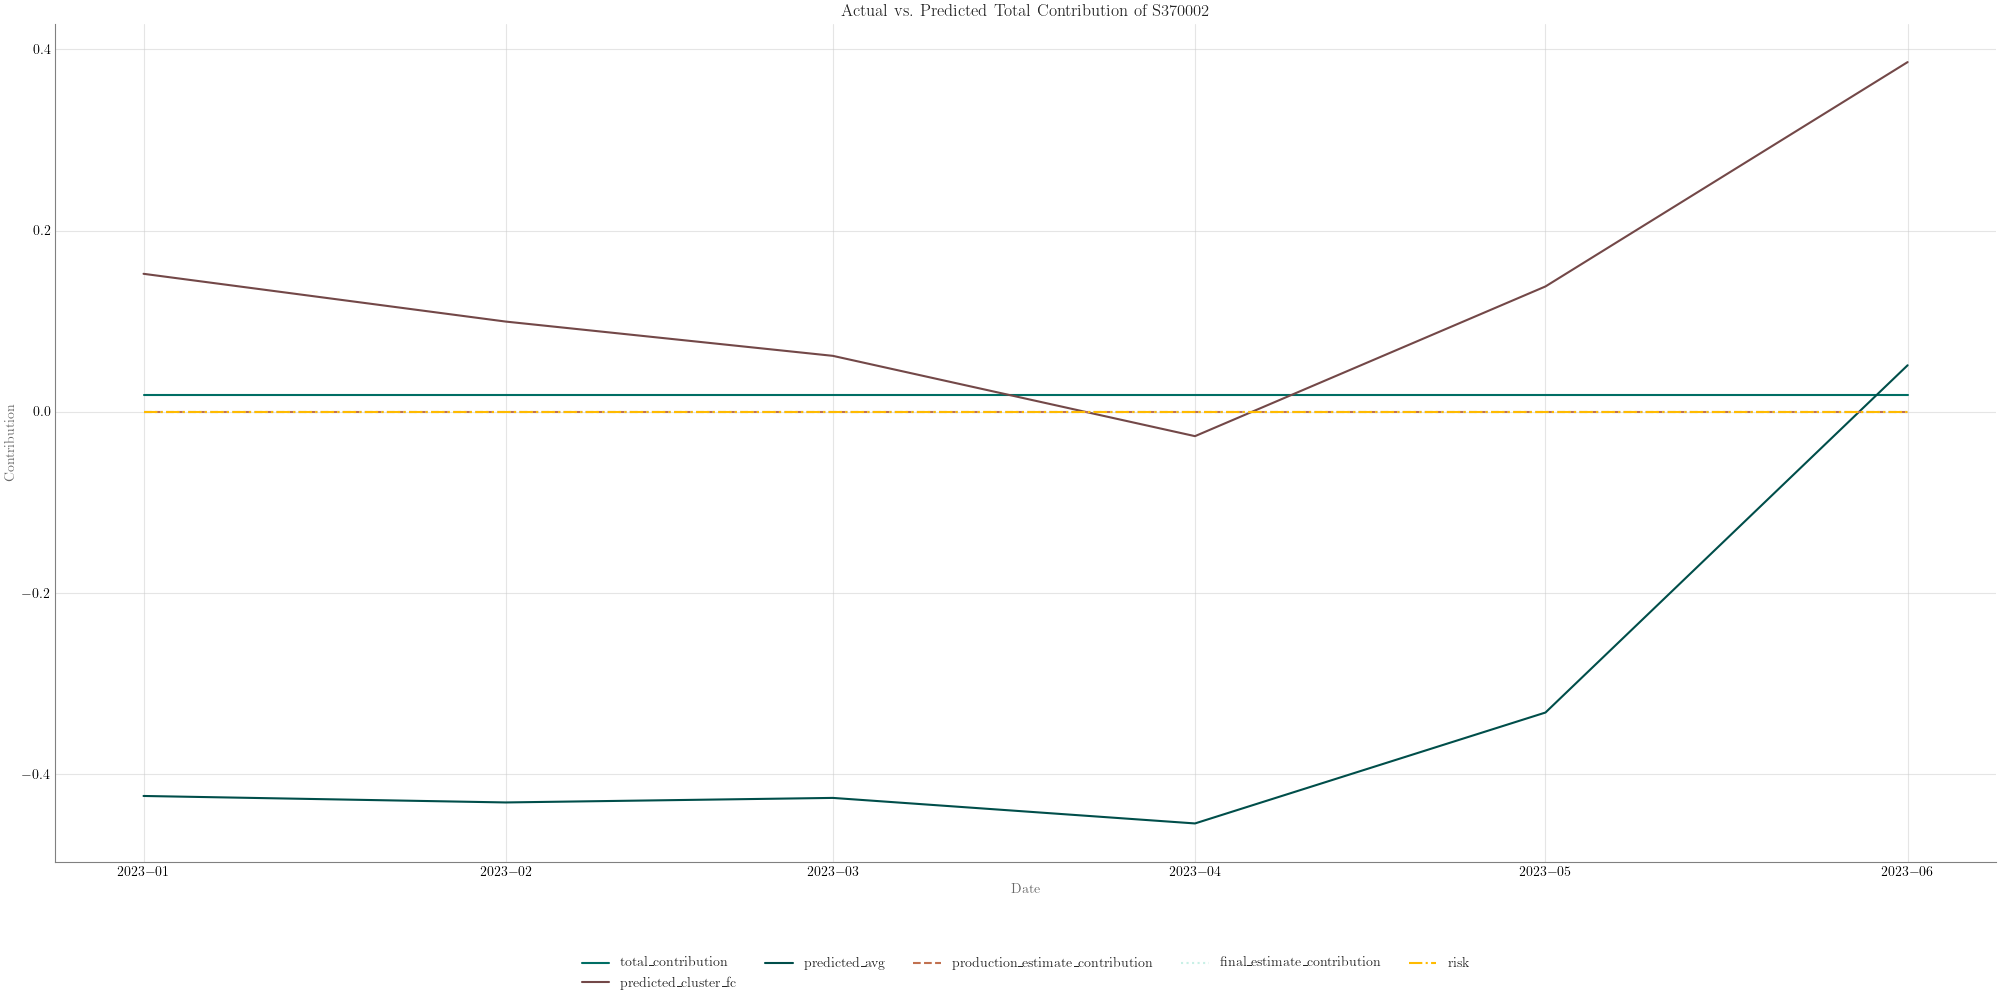 Actual vs. Predicted Total Contribution of S370002
0.4
0.2
0.0
−0.2
−0.4
Contribution
2023−01 2023−02 2023−03 2023−04 2023−05 2023−06
Date
total_contribution predicted_avg production_estimate_contribution final_estimate_contribution risk
predicted_cluster_fc